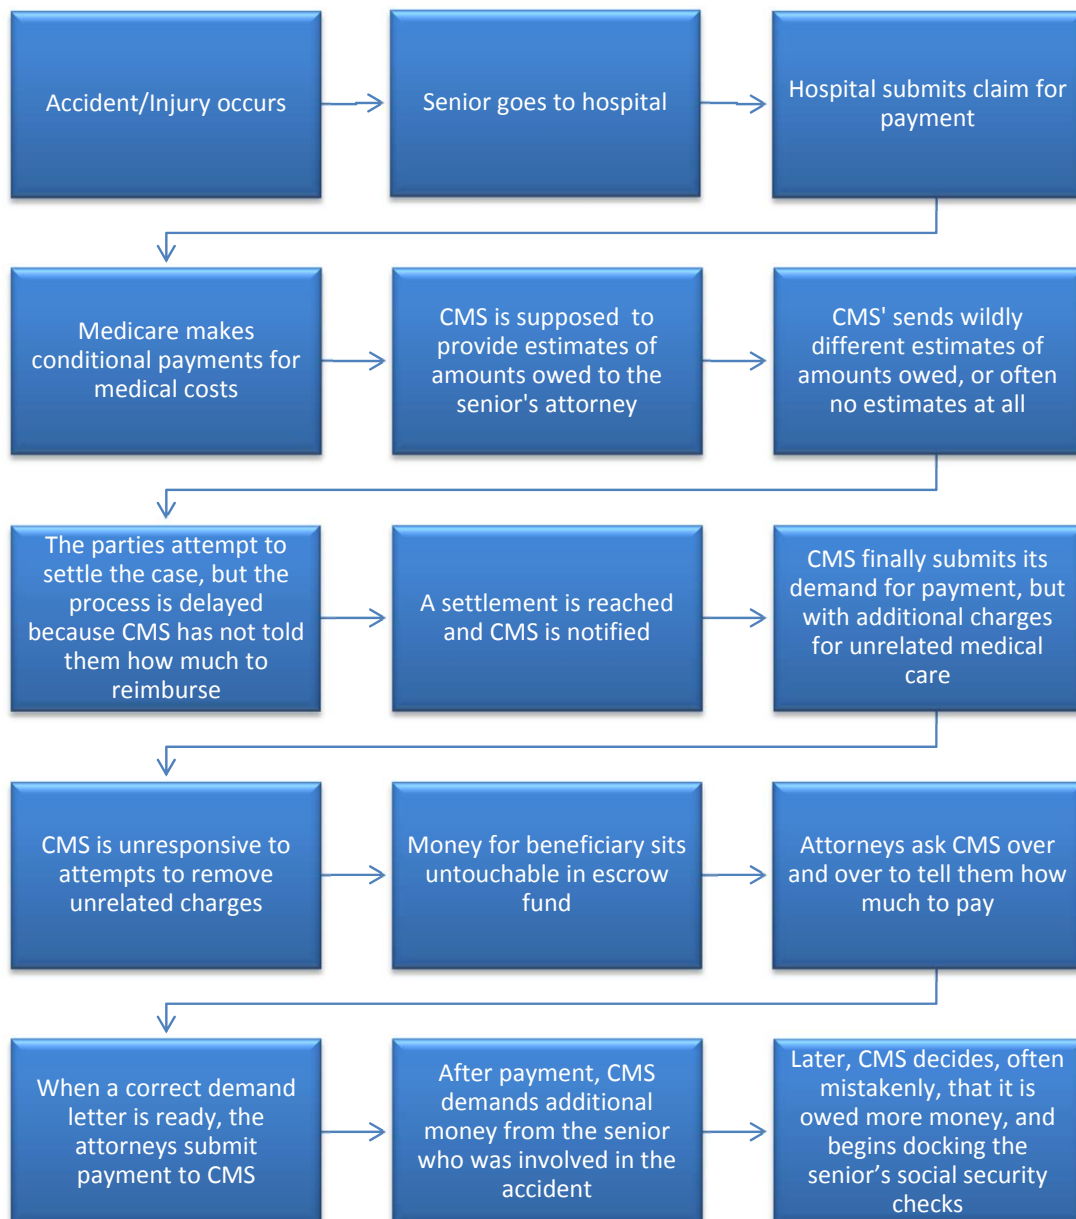 Accident/Injury occurs
Senior goes to hospital
Hospital submits claim for
payment
Medicare makes
conditional payments for
medical costs
CMS is supposed  to
provide estimates of
amounts owed to the
senior's attorney
CMS' sends wildly
different estimates of
amounts owed, or often
no estimates at all
The parties attempt to
settle the case, but the
process is delayed
because CMS has not told
them how much to
reimburse
A settlement is reached
and CMS is notified
CMS finally submits its
demand for payment, but
with additional charges
for unrelated medical
care
CMS is unresponsive to
attempts to remove
unrelated charges
Money for beneficiary sits
untouchable in escrow
fund
Attorneys ask CMS over
and over to tell them how
much to pay
When a correct demand
letter is ready, the
attorneys submit
payment to CMS
After payment, CMS
demands additional
money from the senior
who was involved in the
accident
Later, CMS decides, often
mistakenly, that it is
owed more money, and
begins docking the
senior’s social security
checks